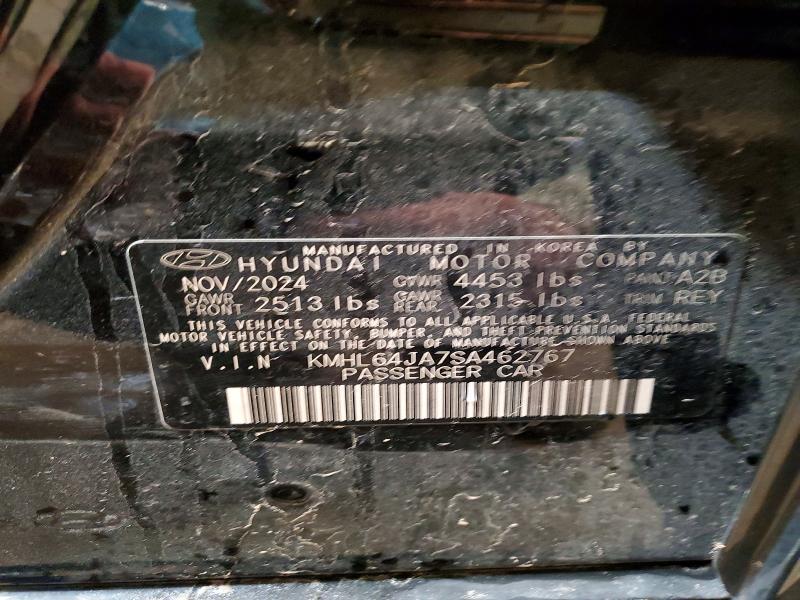 MANUFACTURED IN KOREA BY
HYUNDAI MOTOR COMPANY
NOV/2024 GVWR 4453 lbs PAINT A2B
GAWR FRONT 2513 lbs GAWR REAR 2315 lbs TRIM REY
THIS VEHICLE CONFORMS TO ALL APPLICABLE U.S.A. FEDERAL
MOTOR VEHICLE SAFETY, BUMPER, AND THEFT PREVENTION STANDARDS
IN EFFECT ON THE DATE OF MANUFACTURE SHOWN ABOVE
V.I.N KMHL64JA7SA462767
PASSENGER CAR